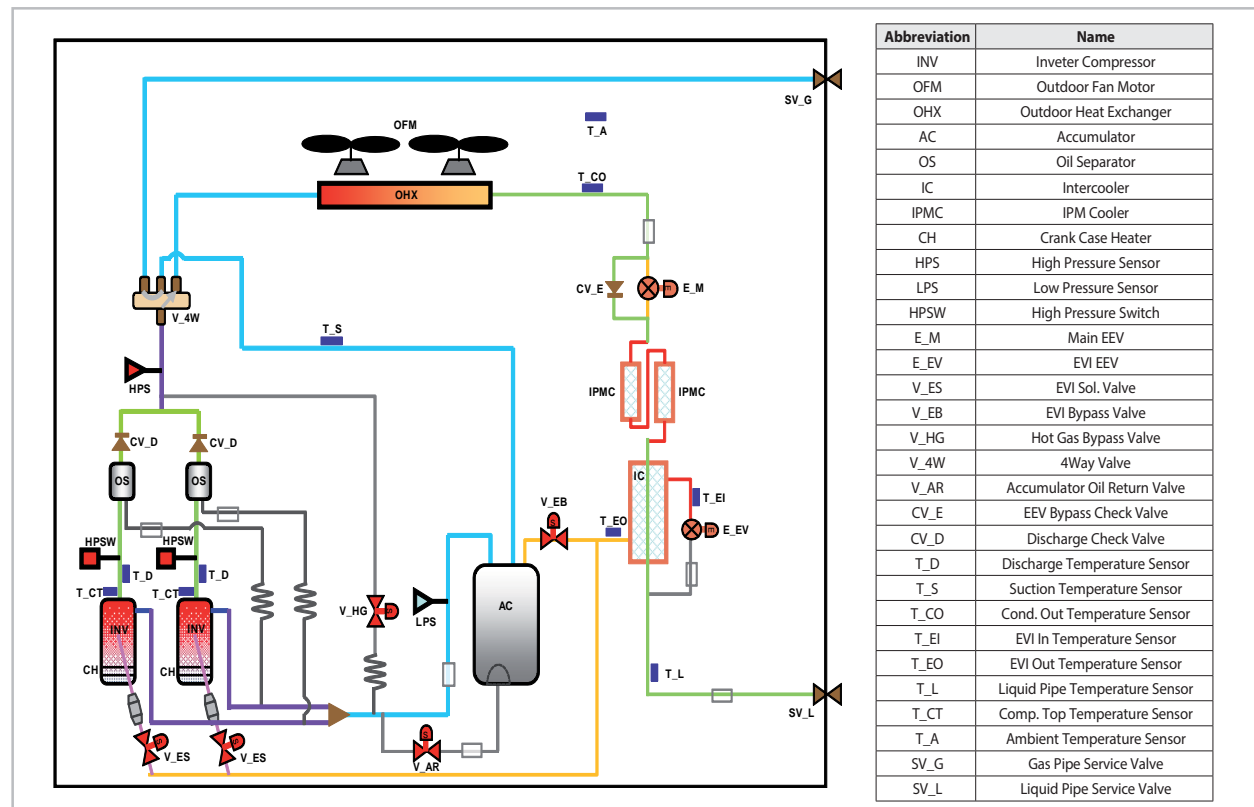 SV_G
OFM
T_A
T_CO
OHX
CV_E
E
E_M
V_4W
T_S
HPS
IPMC
IPMC
CV_D
CV_D
OS
OS
IC
T_EI
V_EB
S
T_EO
E
E_EV
HPSW
HPSW
T_D
T_D
T_CT
T_CT
INV
INV
V_HG
S
LPS
AC
CH
CH
T_L
SV_L
S
V_ES
S
V_ES
S
V_AR
Abbreviation Name
INV Inveter Compressor
OFM Outdoor Fan Motor
OHX Outdoor Heat Exchanger
AC Accumulator
OS Oil Separator
IC Intercooler
IPMC IPM Cooler
CH Crank Case Heater
HPS High Pressure Sensor
LPS Low Pressure Sensor
HPSW High Pressure Switch
E_M Main EEV
E_EV EVI EEV
V_ES EVI Sol. Valve
V_EB EVI Bypass Valve
V_HG Hot Gas Bypass Valve
V_4W 4Way Valve
V_AR Accumulator Oil Return Valve
CV_E EEV Bypass Check Valve
CV_D Discharge Check Valve
T_D Discharge Temperature Sensor
T_S Suction Temperature Sensor
T_CO Cond. Out Temperature Sensor
T_EI EVI In Temperature Sensor
T_EO EVI Out Temperature Sensor
T_L Liquid Pipe Temperature Sensor
T_CT Comp. Top Temperature Sensor
T_A Ambient Temperature Sensor
SV_G Gas Pipe Service Valve
SV_L Liquid Pipe Service Valve